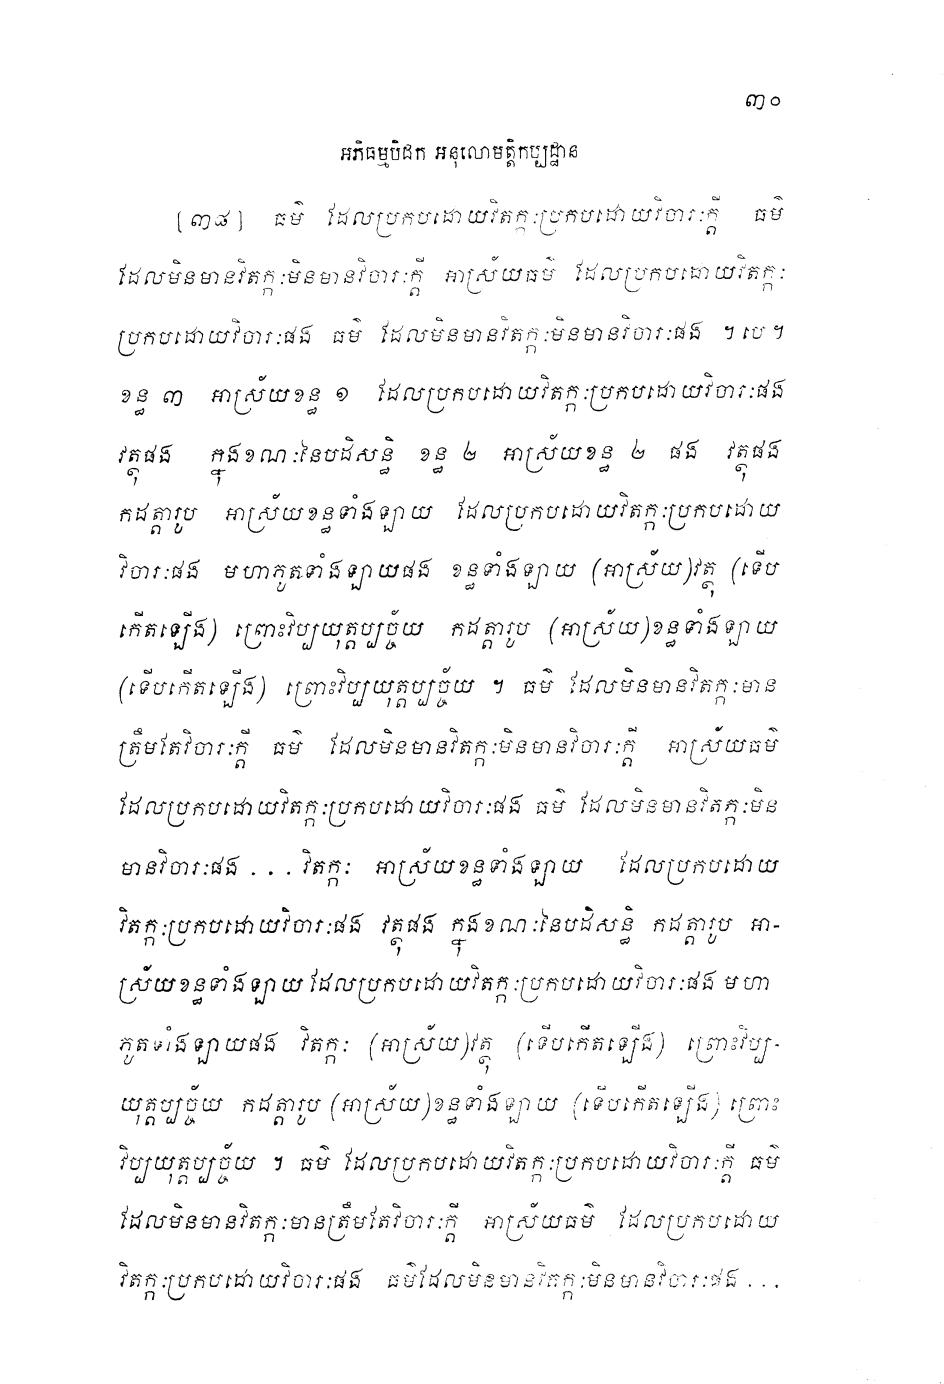 ៣០
អភិធម្មបិដក អនុលោមត្តិកប្បដ្ឋាន
[៣៨] ធម៌ ដែលប្រកបដោយវិតក្កៈប្រកបដោយវិចារៈក្តី ធម៌
ដែលមិនមានវិតក្កៈមិនមានវិចារៈក្តី អាស្រ័យធម៌ ដែលប្រកបដោយវិតក្កៈ
ប្រកបដោយវិចារៈផង ធម៌ ដែលមិនមានវិតក្កៈមិនមានវិចារៈផង ។ បេ ។
ខន្ធ ៣ អាស្រ័យខន្ធ ១ ដែលប្រកបដោយវិតក្កៈប្រកបដោយវិចារៈផង
វត្ថុផង ក្នុងខណៈនៃបដិសន្ធិ ខន្ធ ២ អាស្រ័យខន្ធ ២ ផង វត្ថុផង
កដត្តារូប អាស្រ័យខន្ធទាំងឡាយ ដែលប្រកបដោយវិតក្កៈប្រកបដោយ
វិចារៈផង មហាភូតទាំងឡាយផង ខន្ធទាំងឡាយ (អាស្រ័យ)វត្ថុ (ទើប
កើតឡើង) ព្រោះវិប្បយុត្តប្បច្ច័យ កដត្តារូប (អាស្រ័យ)ខន្ធទាំងឡាយ
(ទើបកើតឡើង) ព្រោះវិប្បយុត្តប្បច្ច័យ ។ ធម៌ ដែលមិនមានវិតក្កៈមាន
ត្រឹមតែវិចារៈក្តី ធម៌ ដែលមិនមានវិតក្កៈមិនមានវិចារៈក្តី អាស្រ័យធម៌
ដែលប្រកបដោយវិតក្កៈប្រកបដោយវិចារៈផង ធម៌ ដែលមិនមានវិតក្កៈមិន
មានវិចារៈផង . . . វិតក្កៈ អាស្រ័យខន្ធទាំងឡាយ ដែលប្រកបដោយ
វិតក្កៈប្រកបដោយវិចារៈផង វត្ថុផង ក្នុងខណៈនៃបដិសន្ធិ កដត្តារូប អា-
ស្រ័យខន្ធទាំងឡាយ ដែលប្រកបដោយវិតក្កៈប្រកបដោយវិចារៈផង មហា
ភូតទាំងឡាយផង វិតក្កៈ (អាស្រ័យ)វត្ថុ (ទើបកើតឡើង) ព្រោះវិប្ប-
យុត្តប្បច្ច័យ កដត្តារូប (អាស្រ័យ)ខន្ធទាំងឡាយ (ទើបកើតឡើង) ព្រោះ
វិប្បយុត្តប្បច្ច័យ ។ ធម៌ ដែលប្រកបដោយវិតក្កៈប្រកបដោយវិចារៈក្តី ធម៌
ដែលមិនមានវិតក្កៈមានត្រឹមតែវិចារៈក្តី អាស្រ័យធម៌ ដែលប្រកបដោយ
វិតក្កៈប្រកបដោយវិចារៈផង ធម៌ដែលមិនមានវិតក្កៈមិនមានវិចារៈផង . . .